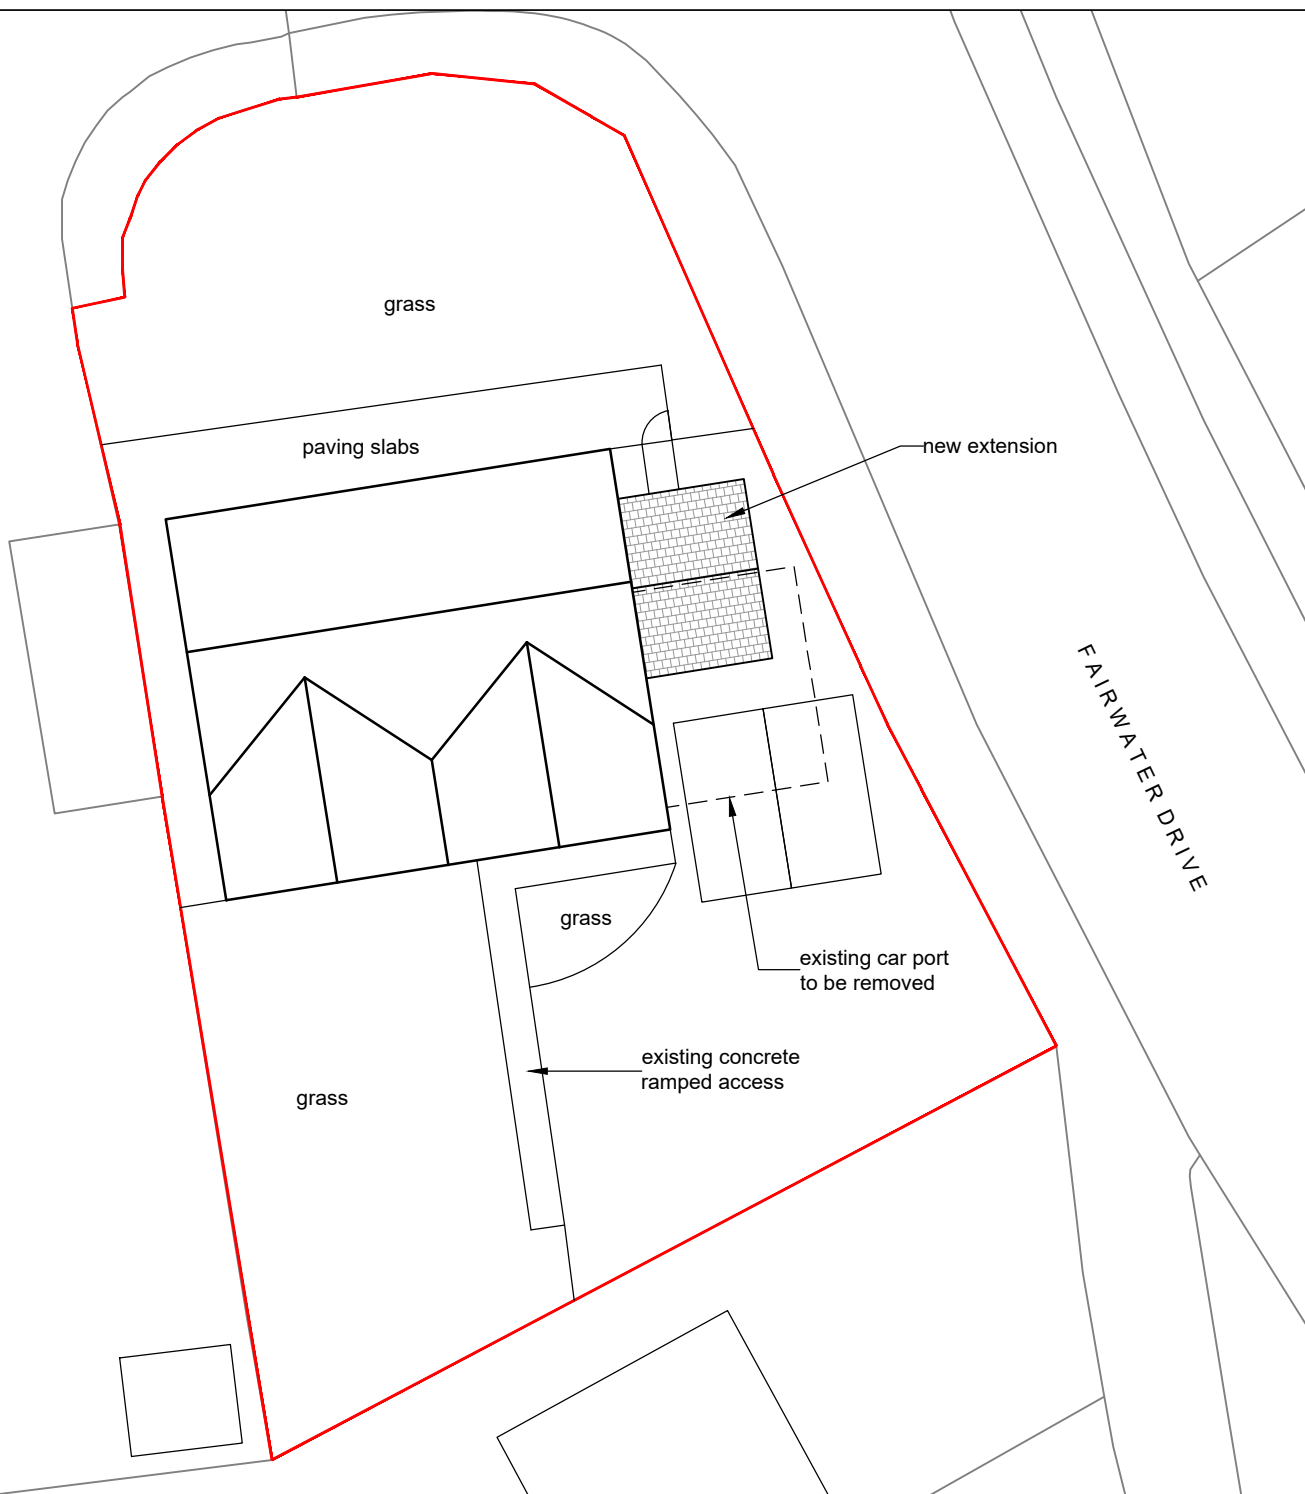 grass
paving slabs
new extension
FAIRWATER DRIVE
grass
existing car port
to be removed
existing concrete
ramped access
grass